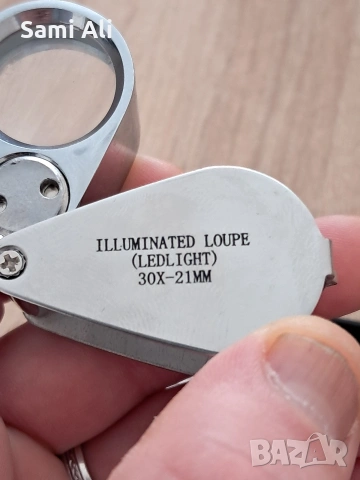 Sami Ali
ILLUMINATED LOUPE
(LEDLIGHT)
30X-21MM
BAZAR